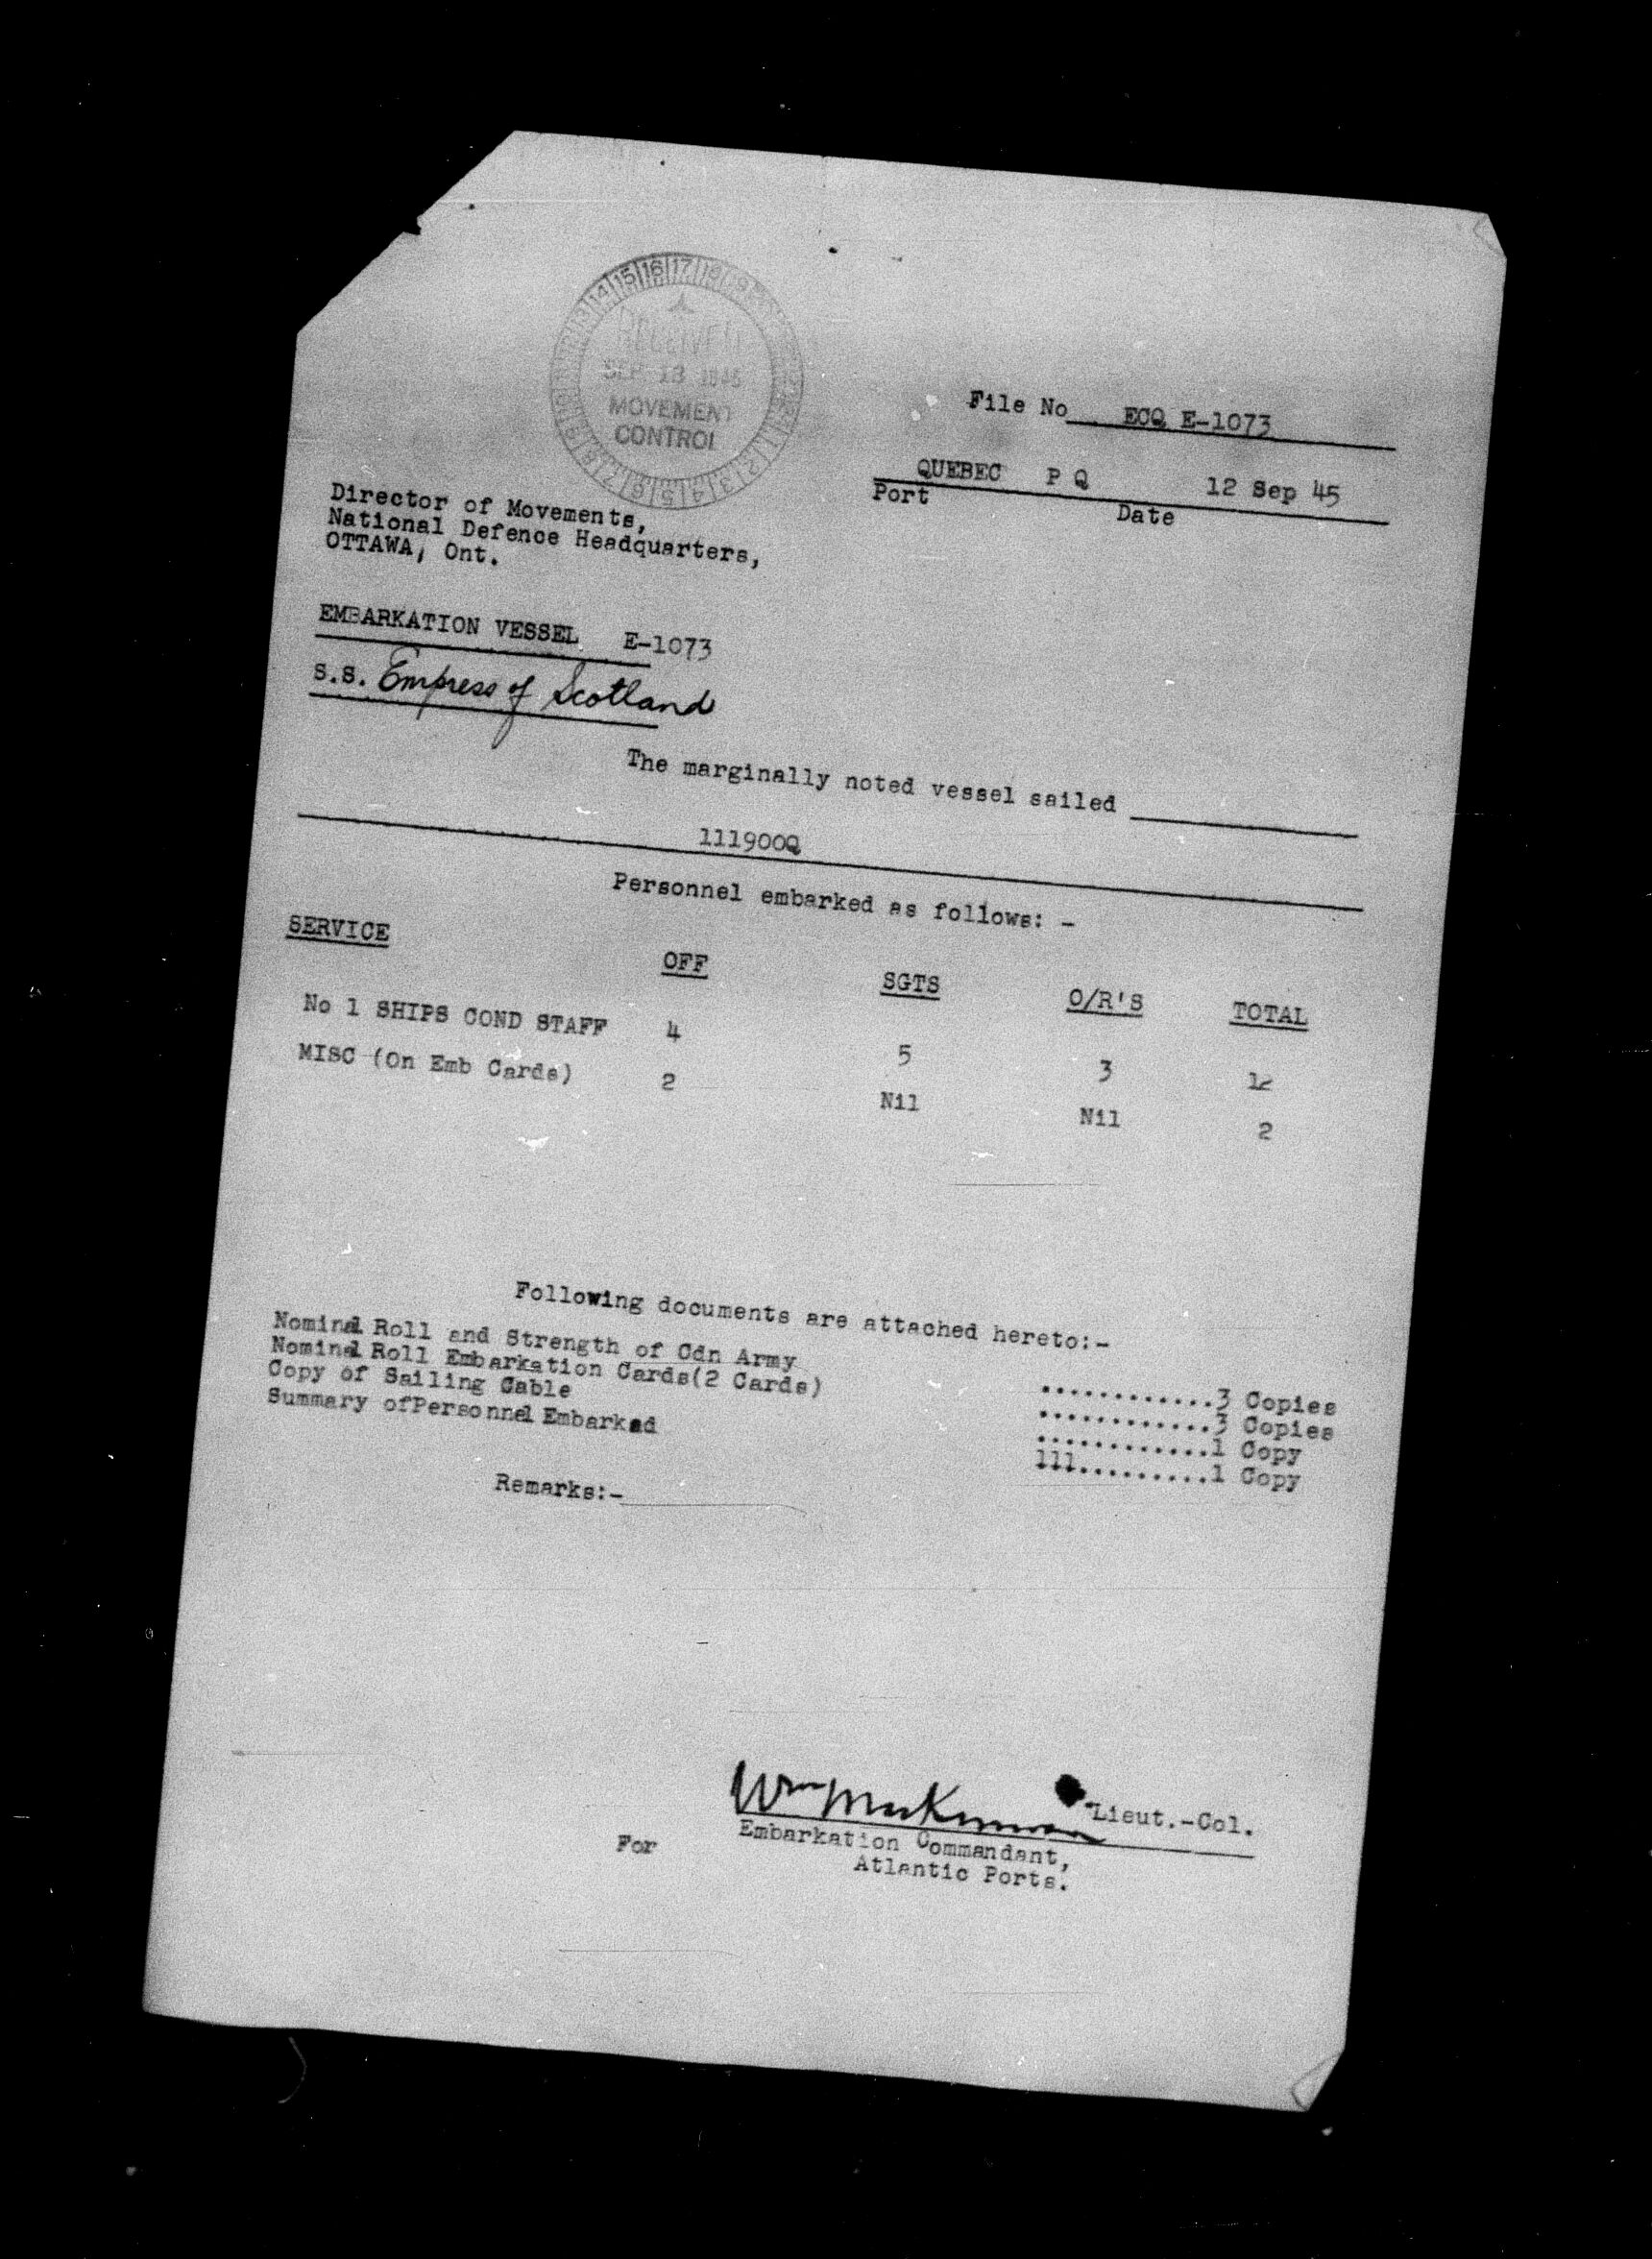 RECEIVED
SEP 13 1945
MOVEMENT
CONTROL
File No ECQ E-1073
QUEBEC P Q 12 Sep 45
Port Date
Director of Movements,
National Defence Headquarters,
OTTAWA, Ont.
EMBARKATION VESSEL E-1073
S.S. Empress of Scotland
The marginally noted vessel sailed
111900Q
Personnel embarked as follows: -
SERVICE OFF SGTS O/R'S TOTAL
No 1 SHIPS COND STAFF 4 5 3 12
MISC (On Emb Cards) 2 Nil Nil 2
Following documents are attached hereto:-
Nominal Roll and Strength of Cdn Army ............3 Copies
Nominal Roll Embarkation Cards(2 Cards) ............3 Copies
Copy of Sailing Cable ............1 Copy
Summary ofPersonnel Embarked 111.........1 Copy
Remarks:-
Wm Lieut.-Col.
For Embarkation Commandant,
Atlantic Ports.